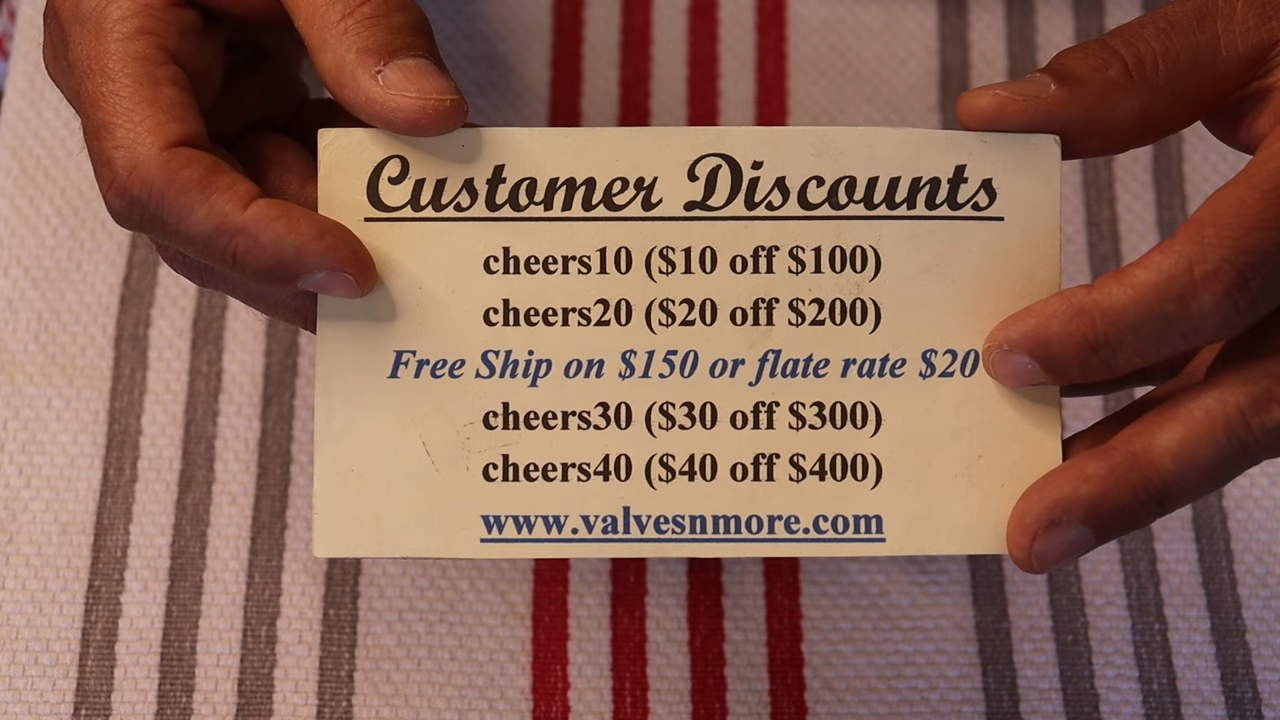 Customer Discounts
cheers10 ($10 off $100)
cheers20 ($20 off $200)
Free Ship on $150 or flate rate $20
cheers30 ($30 off $300)
cheers40 ($40 off $400)
www.valvesnmore.com